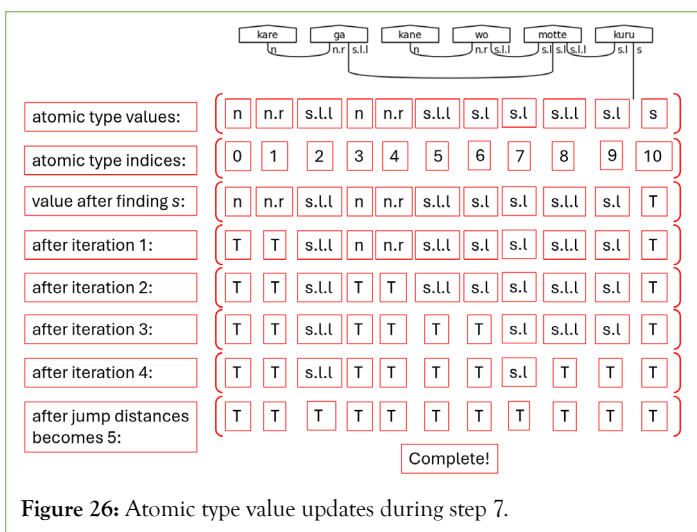 kare ga kane wo motte kuru
n n.r s.l.l n n.r s.l.l s.l s.l s.l.l s.l s
atomic type values: n n.r s.l.l n n.r s.l.l s.l s.l s.l.l s.l s
atomic type indices: 0 1 2 3 4 5 6 7 8 9 10
value after finding s: n n.r s.l.l n n.r s.l.l s.l s.l s.l.l s.l T
after iteration 1: T T s.l.l n n.r s.l.l s.l s.l s.l.l s.l T
after iteration 2: T T s.l.l T T s.l.l s.l s.l s.l.l s.l T
after iteration 3: T T s.l.l T T T T s.l s.l.l s.l T
after iteration 4: T T s.l.l T T T T s.l T T T
after jump distances T T T T T T T T T T T
becomes 5:
Complete!
Figure 26: Atomic type value updates during step 7.